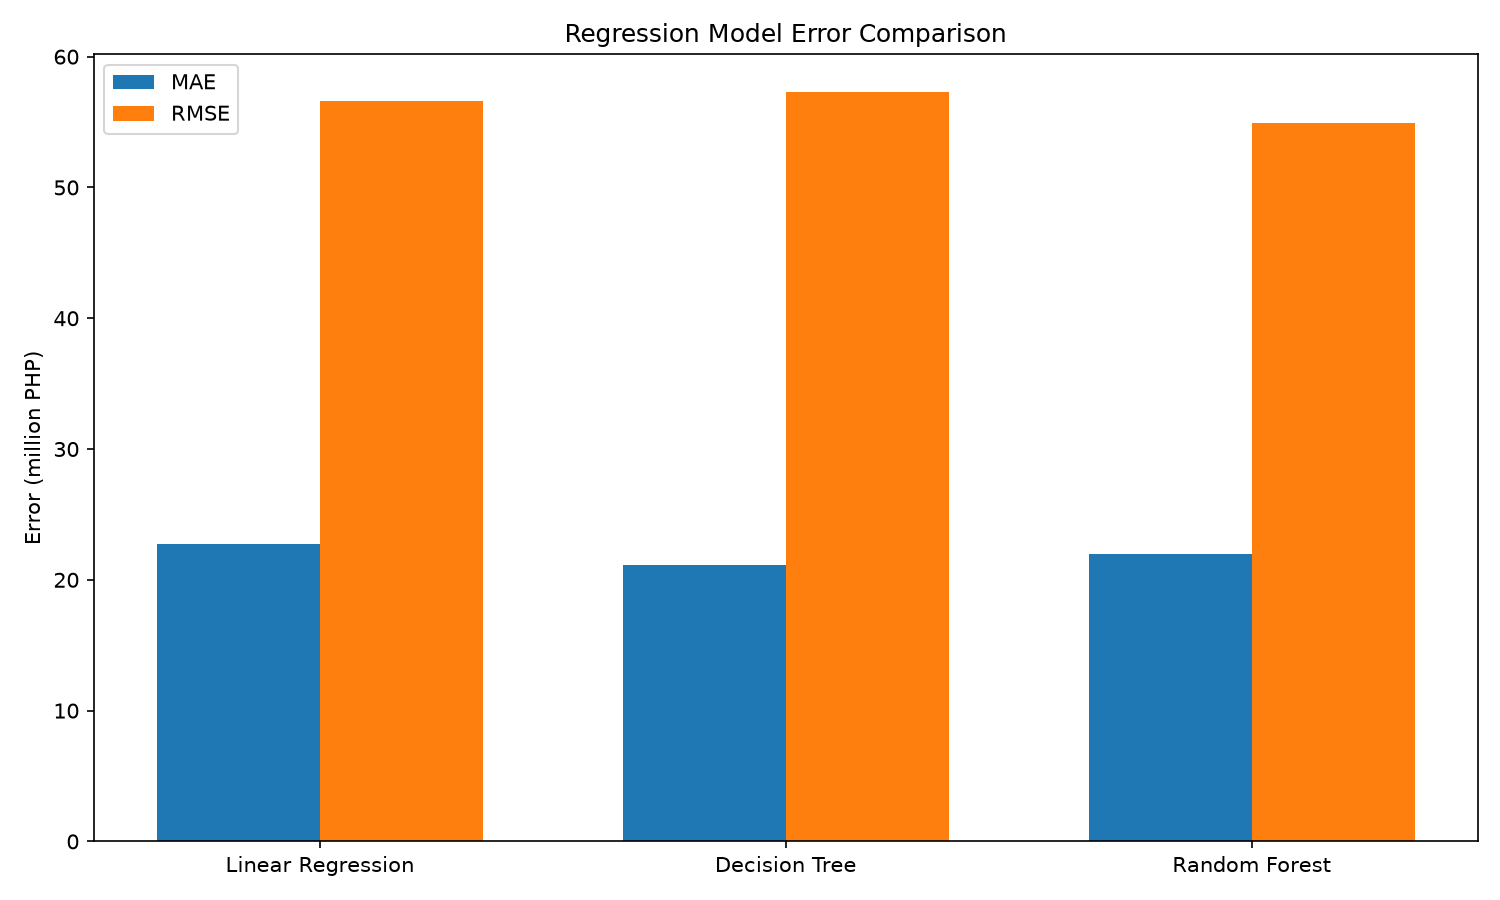 Regression Model Error Comparison
MAE
RMSE
60
50
40
30
20
10
0
Error (million PHP)
Linear Regression
Decision Tree
Random Forest